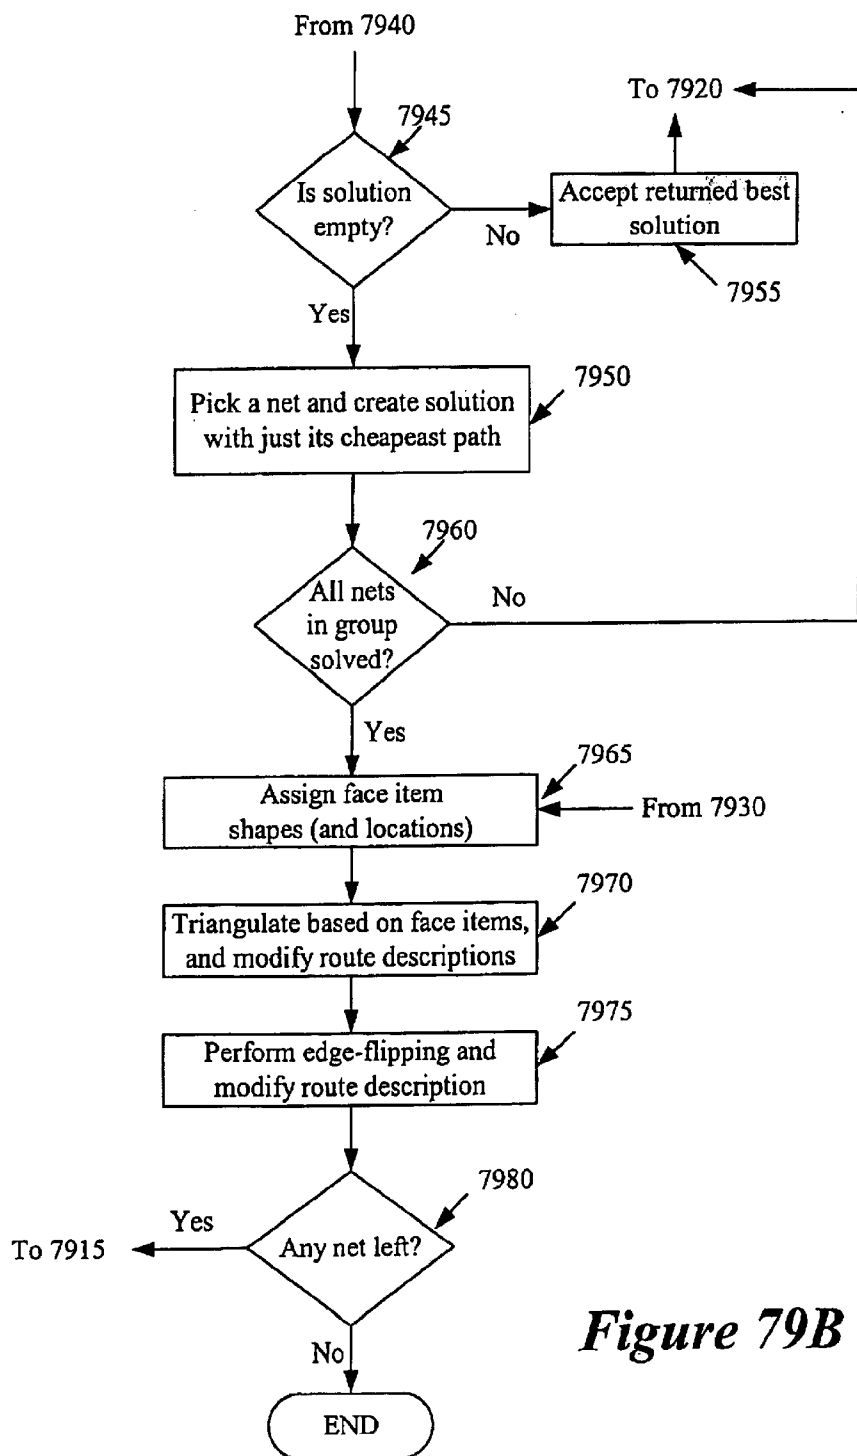 From 7940
To 7920
7945
Is solution
empty?
No
Accept returned best
solution
7955
Yes
7950
Pick a net and create solution
with just its cheapeast path
7960
All nets
in group
solved?
No
Yes
7965
Assign face item
shapes (and locations)
From 7930
7970
Triangulate based on face items,
and modify route descriptions
7975
Perform edge-flipping and
modify route description
7980
Yes
To 7915
Any net left?
No
END
Figure 79B